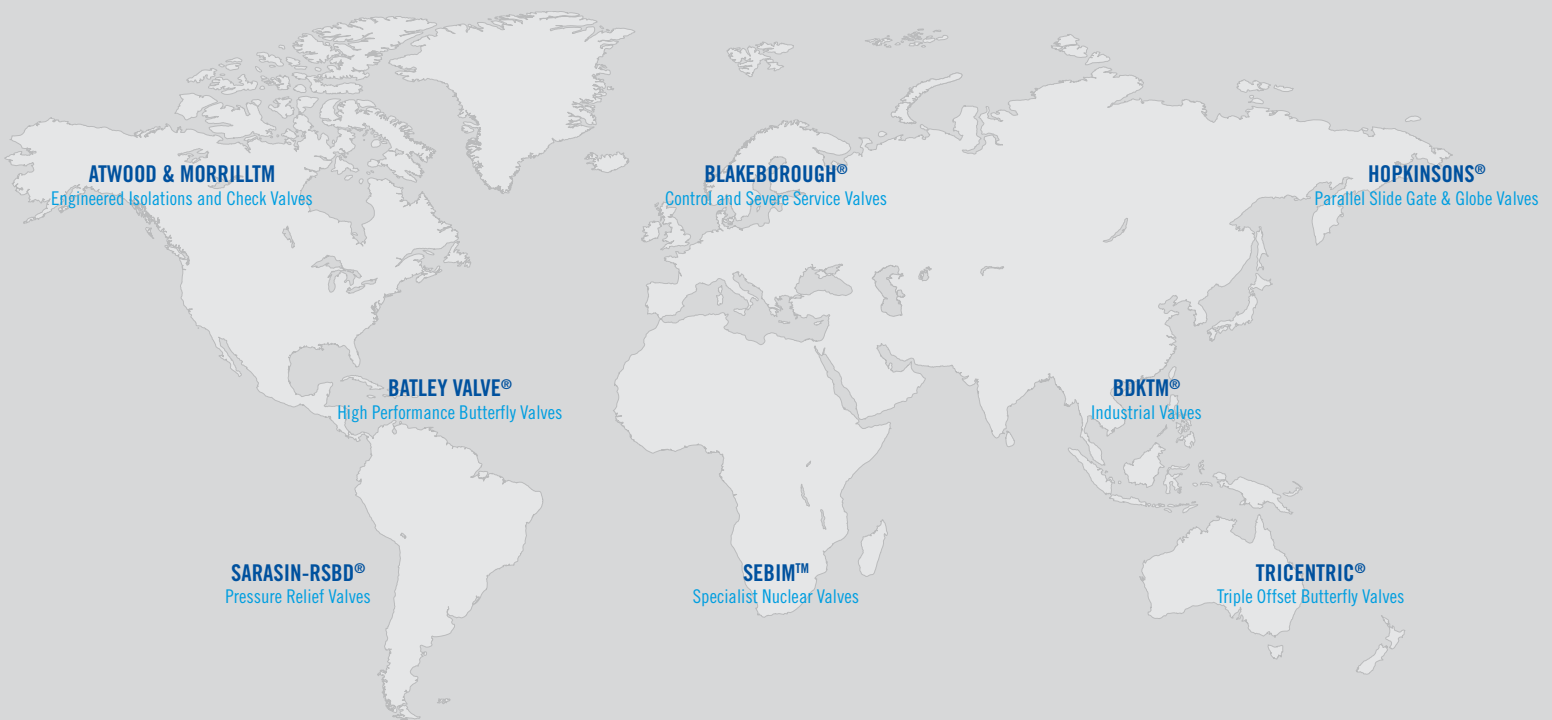 ATWOOD & MORRILLTM
Engineered Isolations and Check Valves
BLAKEBOROUGH®
Control and Severe Service Valves
HOPKINSONS®
Parallel Slide Gate & Globe Valves
BATLEY VALVE®
High Performance Butterfly Valves
BDKTM®
Industrial Valves
SARASIN-RSBD®
Pressure Relief Valves
SEBIM™
Specialist Nuclear Valves
TRICENTRIC®
Triple Offset Butterfly Valves